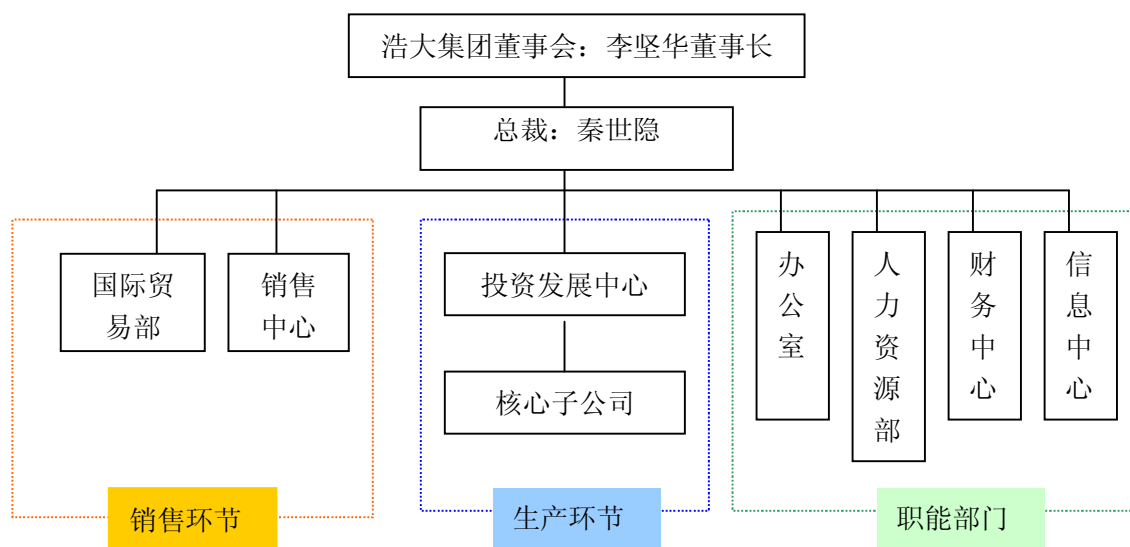 浩大集团董事会：李坚华董事长
总裁：秦世隐
国际贸
易部
销售
中心
投资发展中心
核心子公司
办公室
人力资源部
财务中心
信息中心
销售环节
生产环节
职能部门